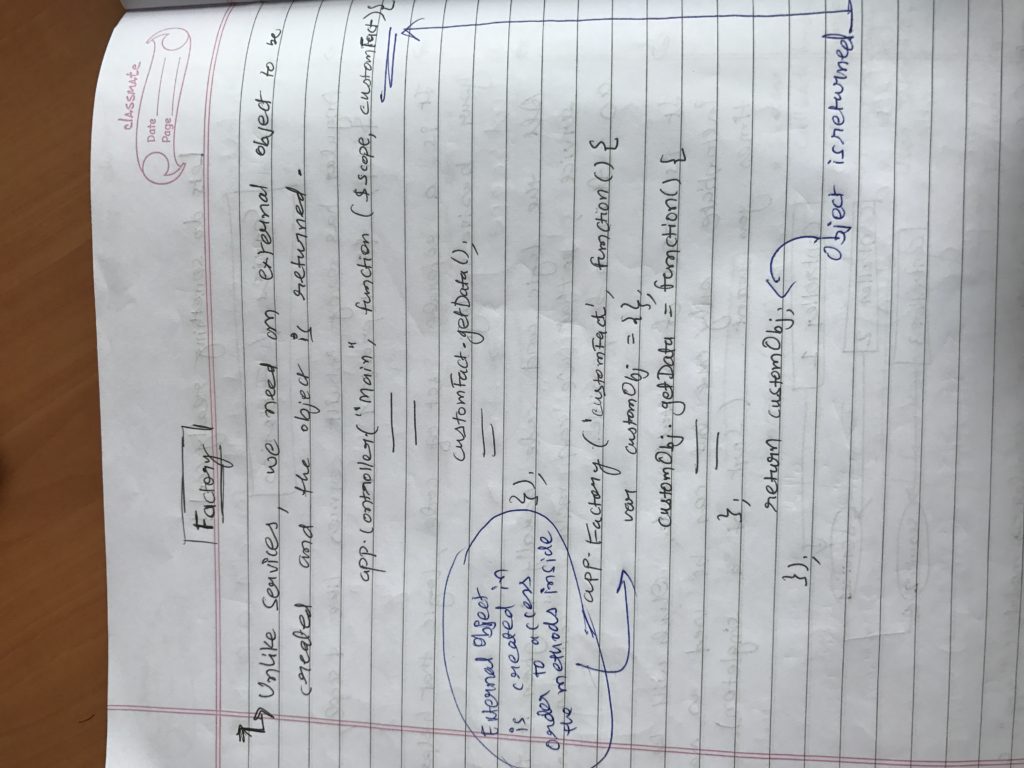 classmate
Date
Page
Factory
Unlike services, we need an external object to be
created and the object is returned.
app.controller("Main", function ($scope, customFact){
customFact.getData();
});
External Object
is created in
order to access
the methods inside
app.Factory ('customFact', function() {
var customObj = {};
customObj.getData = function() {
};
return customObj;
});
Object is returned